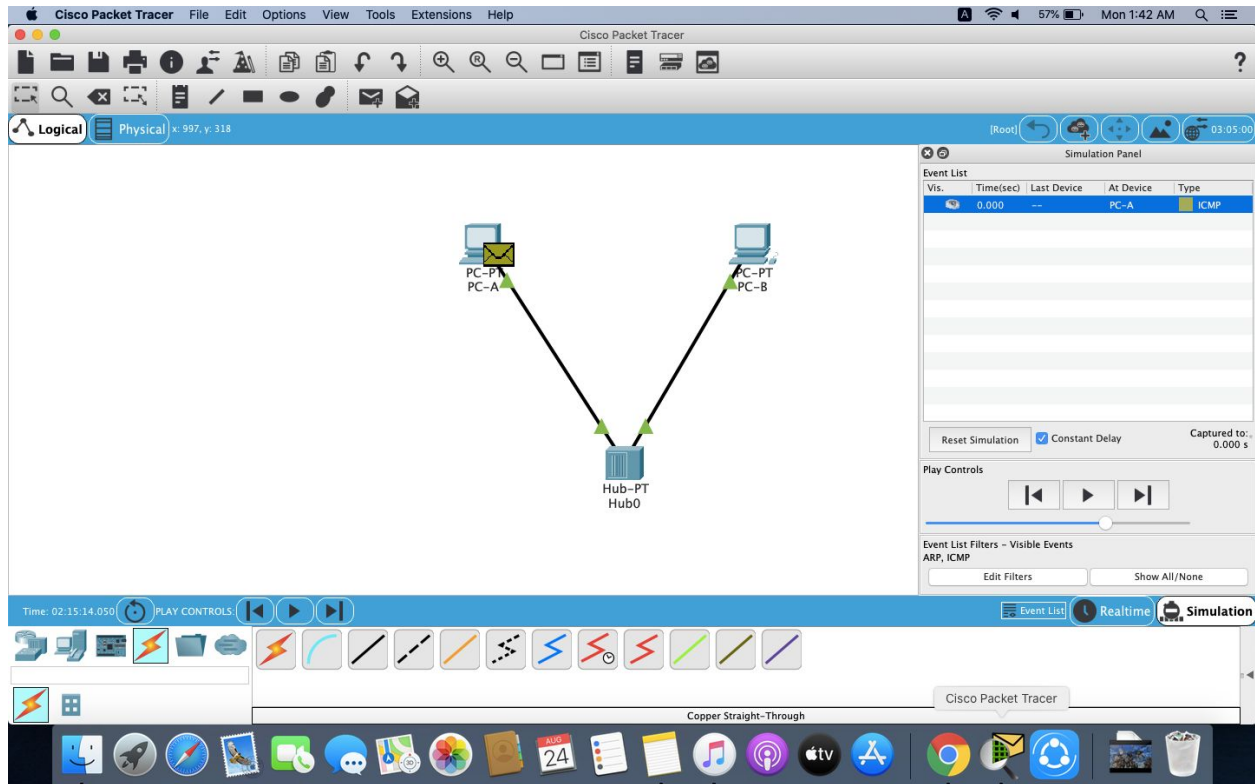 Cisco Packet Tracer File Edit Options View Tools Extensions Help A 57% Mon 1:42 AM
Cisco Packet Tracer
R
?
Logical Physical x: 997, y: 318 [Root] 03:05:00
Simulation Panel
Event List
Vis. Time(sec) Last Device At Device Type
0.000 -- PC-A ICMP
PC-PT
PC-A
PC-PT
PC-B
Hub-PT
Hub0
Reset Simulation Constant Delay Captured to:
0.000 s
Play Controls
Event List Filters - Visible Events
ARP, ICMP
Edit Filters Show All/None
Time: 02:15:14.050 PLAY CONTROLS: Event List Realtime Simulation
Copper Straight-Through
Cisco Packet Tracer
AUG
24
tv